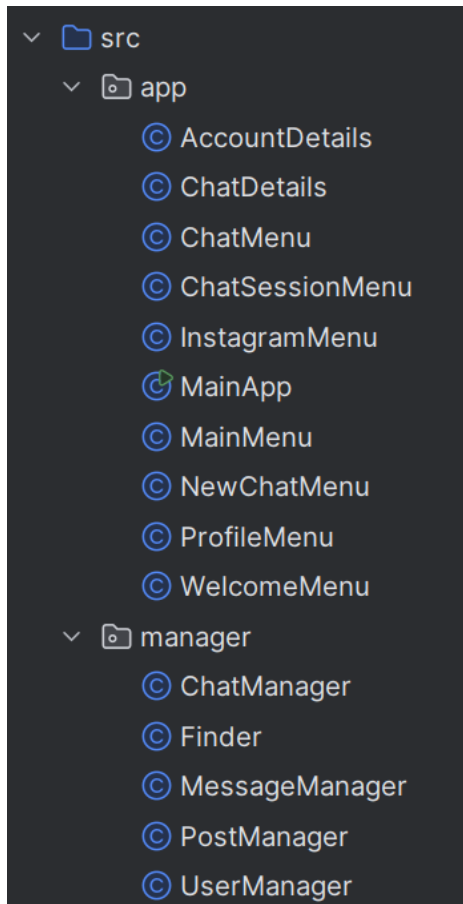 src
app
AccountDetails
ChatDetails
ChatMenu
ChatSessionMenu
InstagramMenu
MainApp
MainMenu
NewChatMenu
ProfileMenu
WelcomeMenu
manager
ChatManager
Finder
MessageManager
PostManager
UserManager